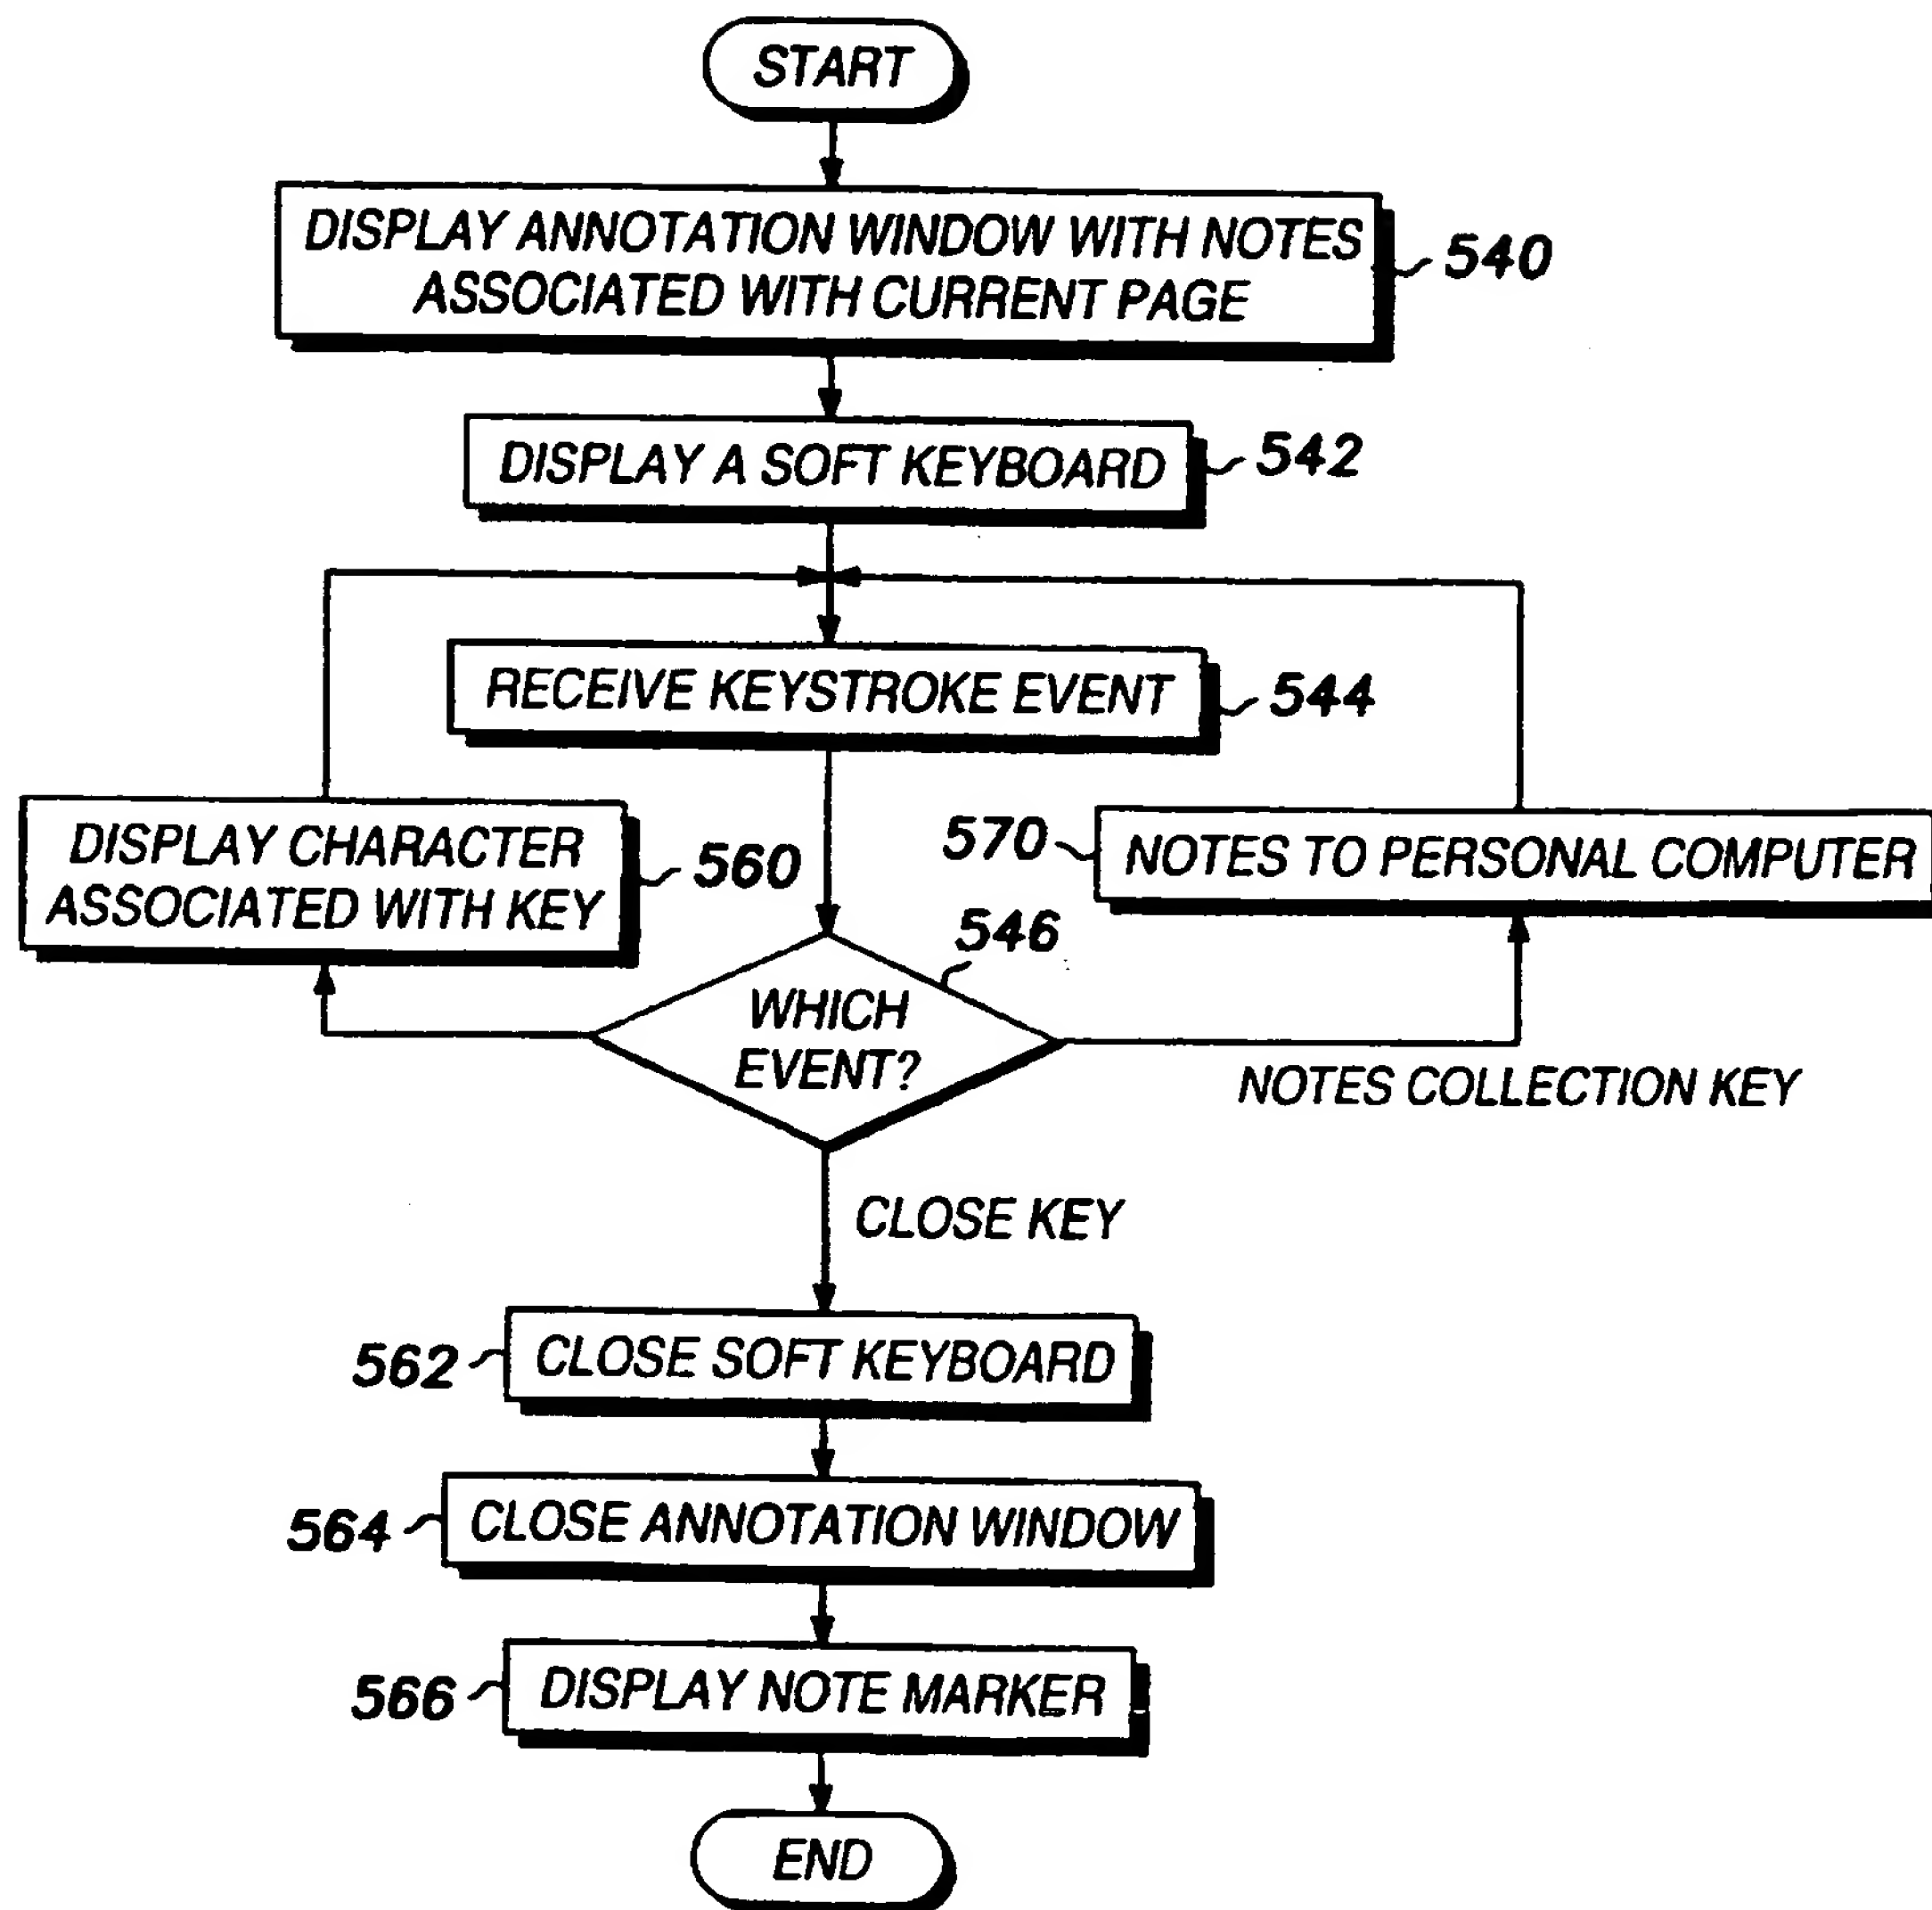 START
DISPLAY ANNOTATION WINDOW WITH NOTES
ASSOCIATED WITH CURRENT PAGE
540
DISPLAY A SOFT KEYBOARD
542
RECEIVE KEYSTROKE EVENT
544
DISPLAY CHARACTER
ASSOCIATED WITH KEY
560
570
NOTES TO PERSONAL COMPUTER
546
WHICH
EVENT?
NOTES COLLECTION KEY
CLOSE KEY
562
CLOSE SOFT KEYBOARD
564
CLOSE ANNOTATION WINDOW
566
DISPLAY NOTE MARKER
END